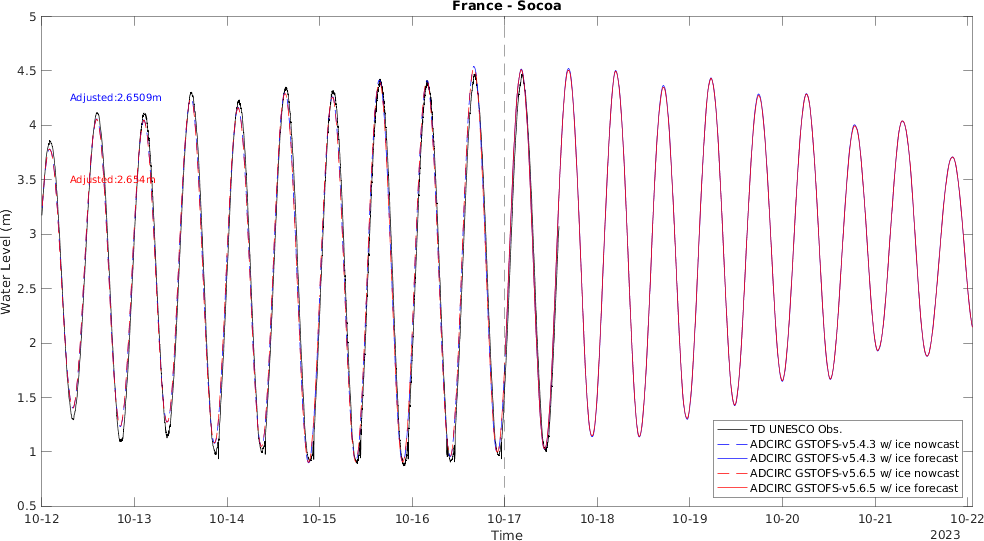 France - Socoa
5
4.5
4
3.5
3
2.5
2
1.5
1
0.5
Water Level (m)
Adjusted:2.6509m
Adjusted:2.654m
TD UNESCO Obs.
ADCIRC GSTOFS-v5.4.3 w/ ice nowcast
ADCIRC GSTOFS-v5.4.3 w/ ice forecast
ADCIRC GSTOFS-v5.6.5 w/ ice nowcast
ADCIRC GSTOFS-v5.6.5 w/ ice forecast
10-12 10-13 10-14 10-15 10-16 10-17 10-18 10-19 10-20 10-21 10-22
Time
2023